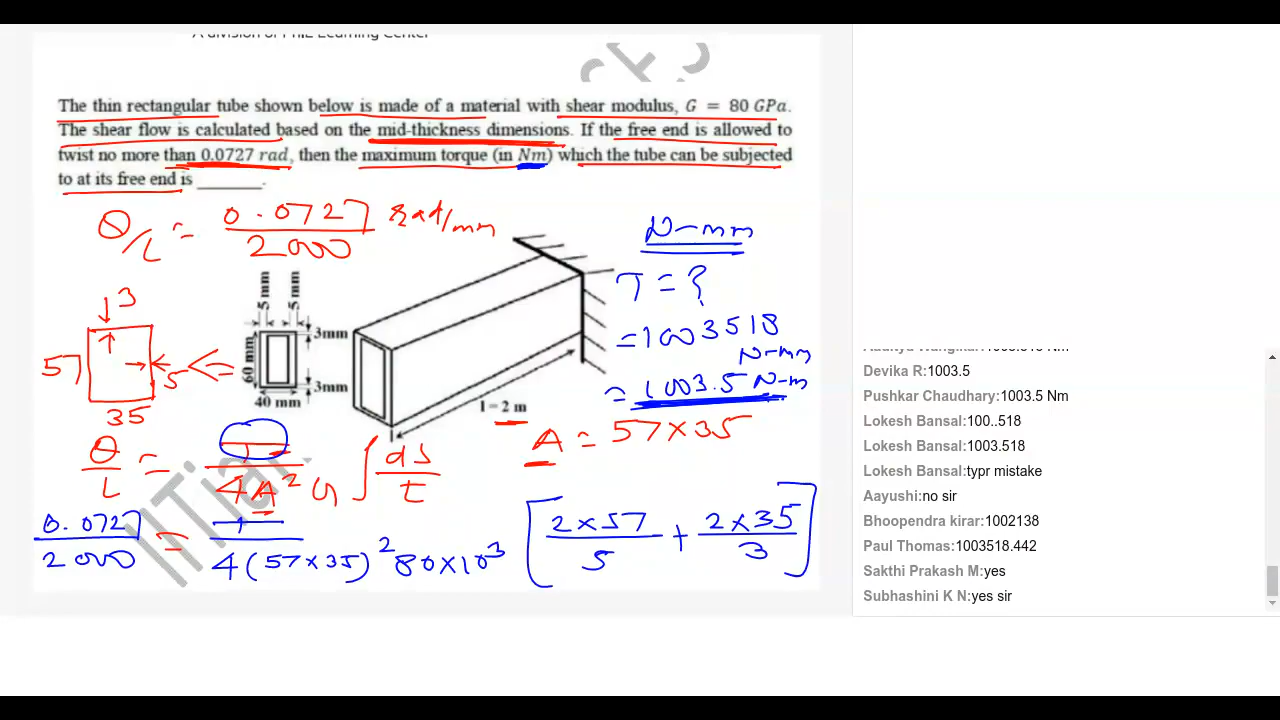 A division of PhIE Learning Center
The thin rectangular tube shown below is made of a material with shear modulus, G = 80 GPa.
The shear flow is calculated based on the mid-thickness dimensions. If the free end is allowed to
twist no more than 0.0727 rad, then the maximum torque (in Nm) which the tube can be subjected
to at its free end is ________.
θ/L = 0.0727/2000 rad/mm
N-mm
T = ?
= 1003518 N-mm
= 1003.5 N-m
3
57
5
35
5 mm
5 mm
3mm
60 mm
3mm
40 mm
l = 2 m
A = 57×35
θ/L = T/4A²G ∫ ds/t
0.0727/2000 = T/4(57×35)² 80×10³ [2×57/5 + 2×35/3]
Devika R:1003.5
Pushkar Chaudhary:1003.5 Nm
Lokesh Bansal:100..518
Lokesh Bansal:1003.518
Lokesh Bansal:typr mistake
Aayushi:no sir
Bhoopendra kirar:1002138
Paul Thomas:1003518.442
Sakthi Prakash M:yes
Subhashini K N:yes sir